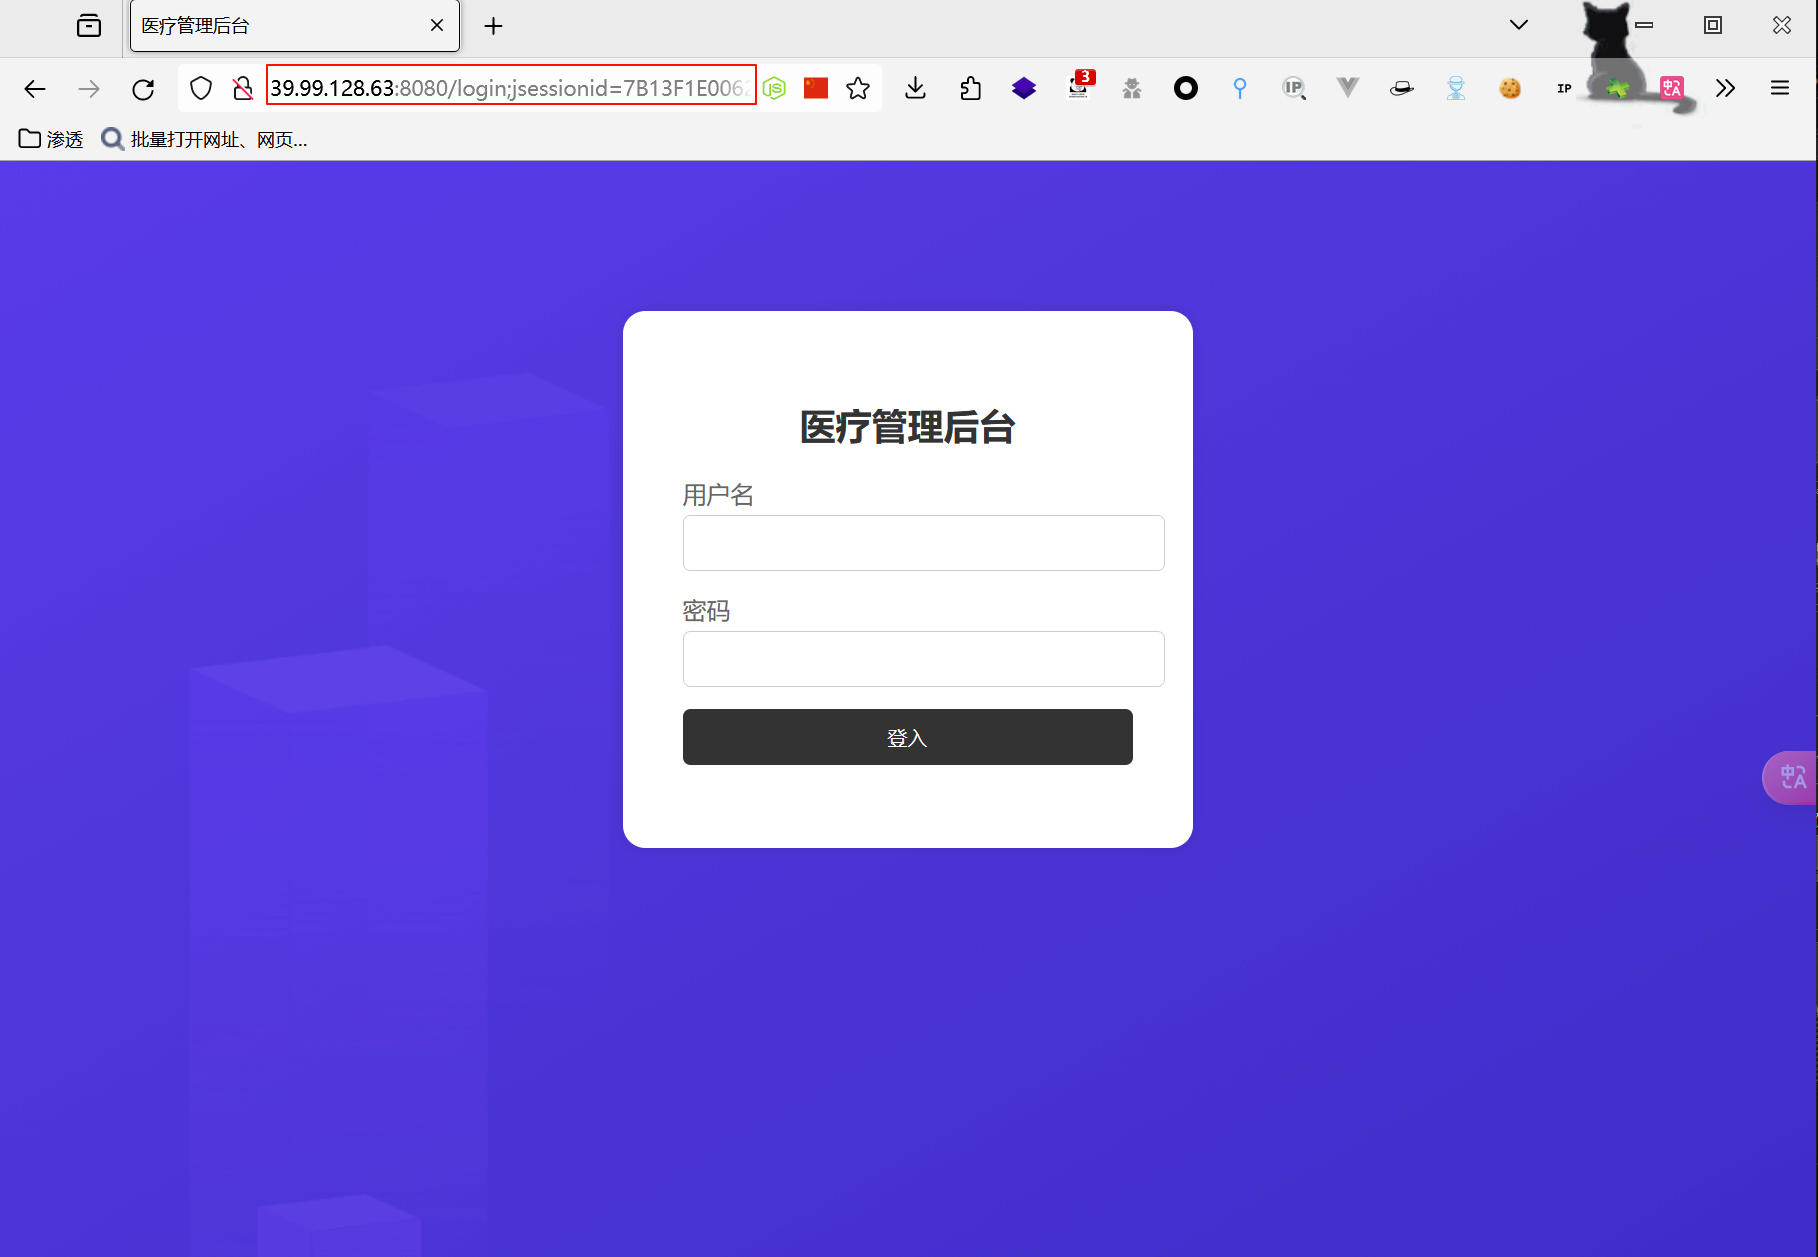 医疗管理后台
39.99.128.63:8080/login;jsessionid=7B13F1E0062
3
IP
IP
渗透
批量打开网址、网页...
医疗管理后台
用户名
密码
登入